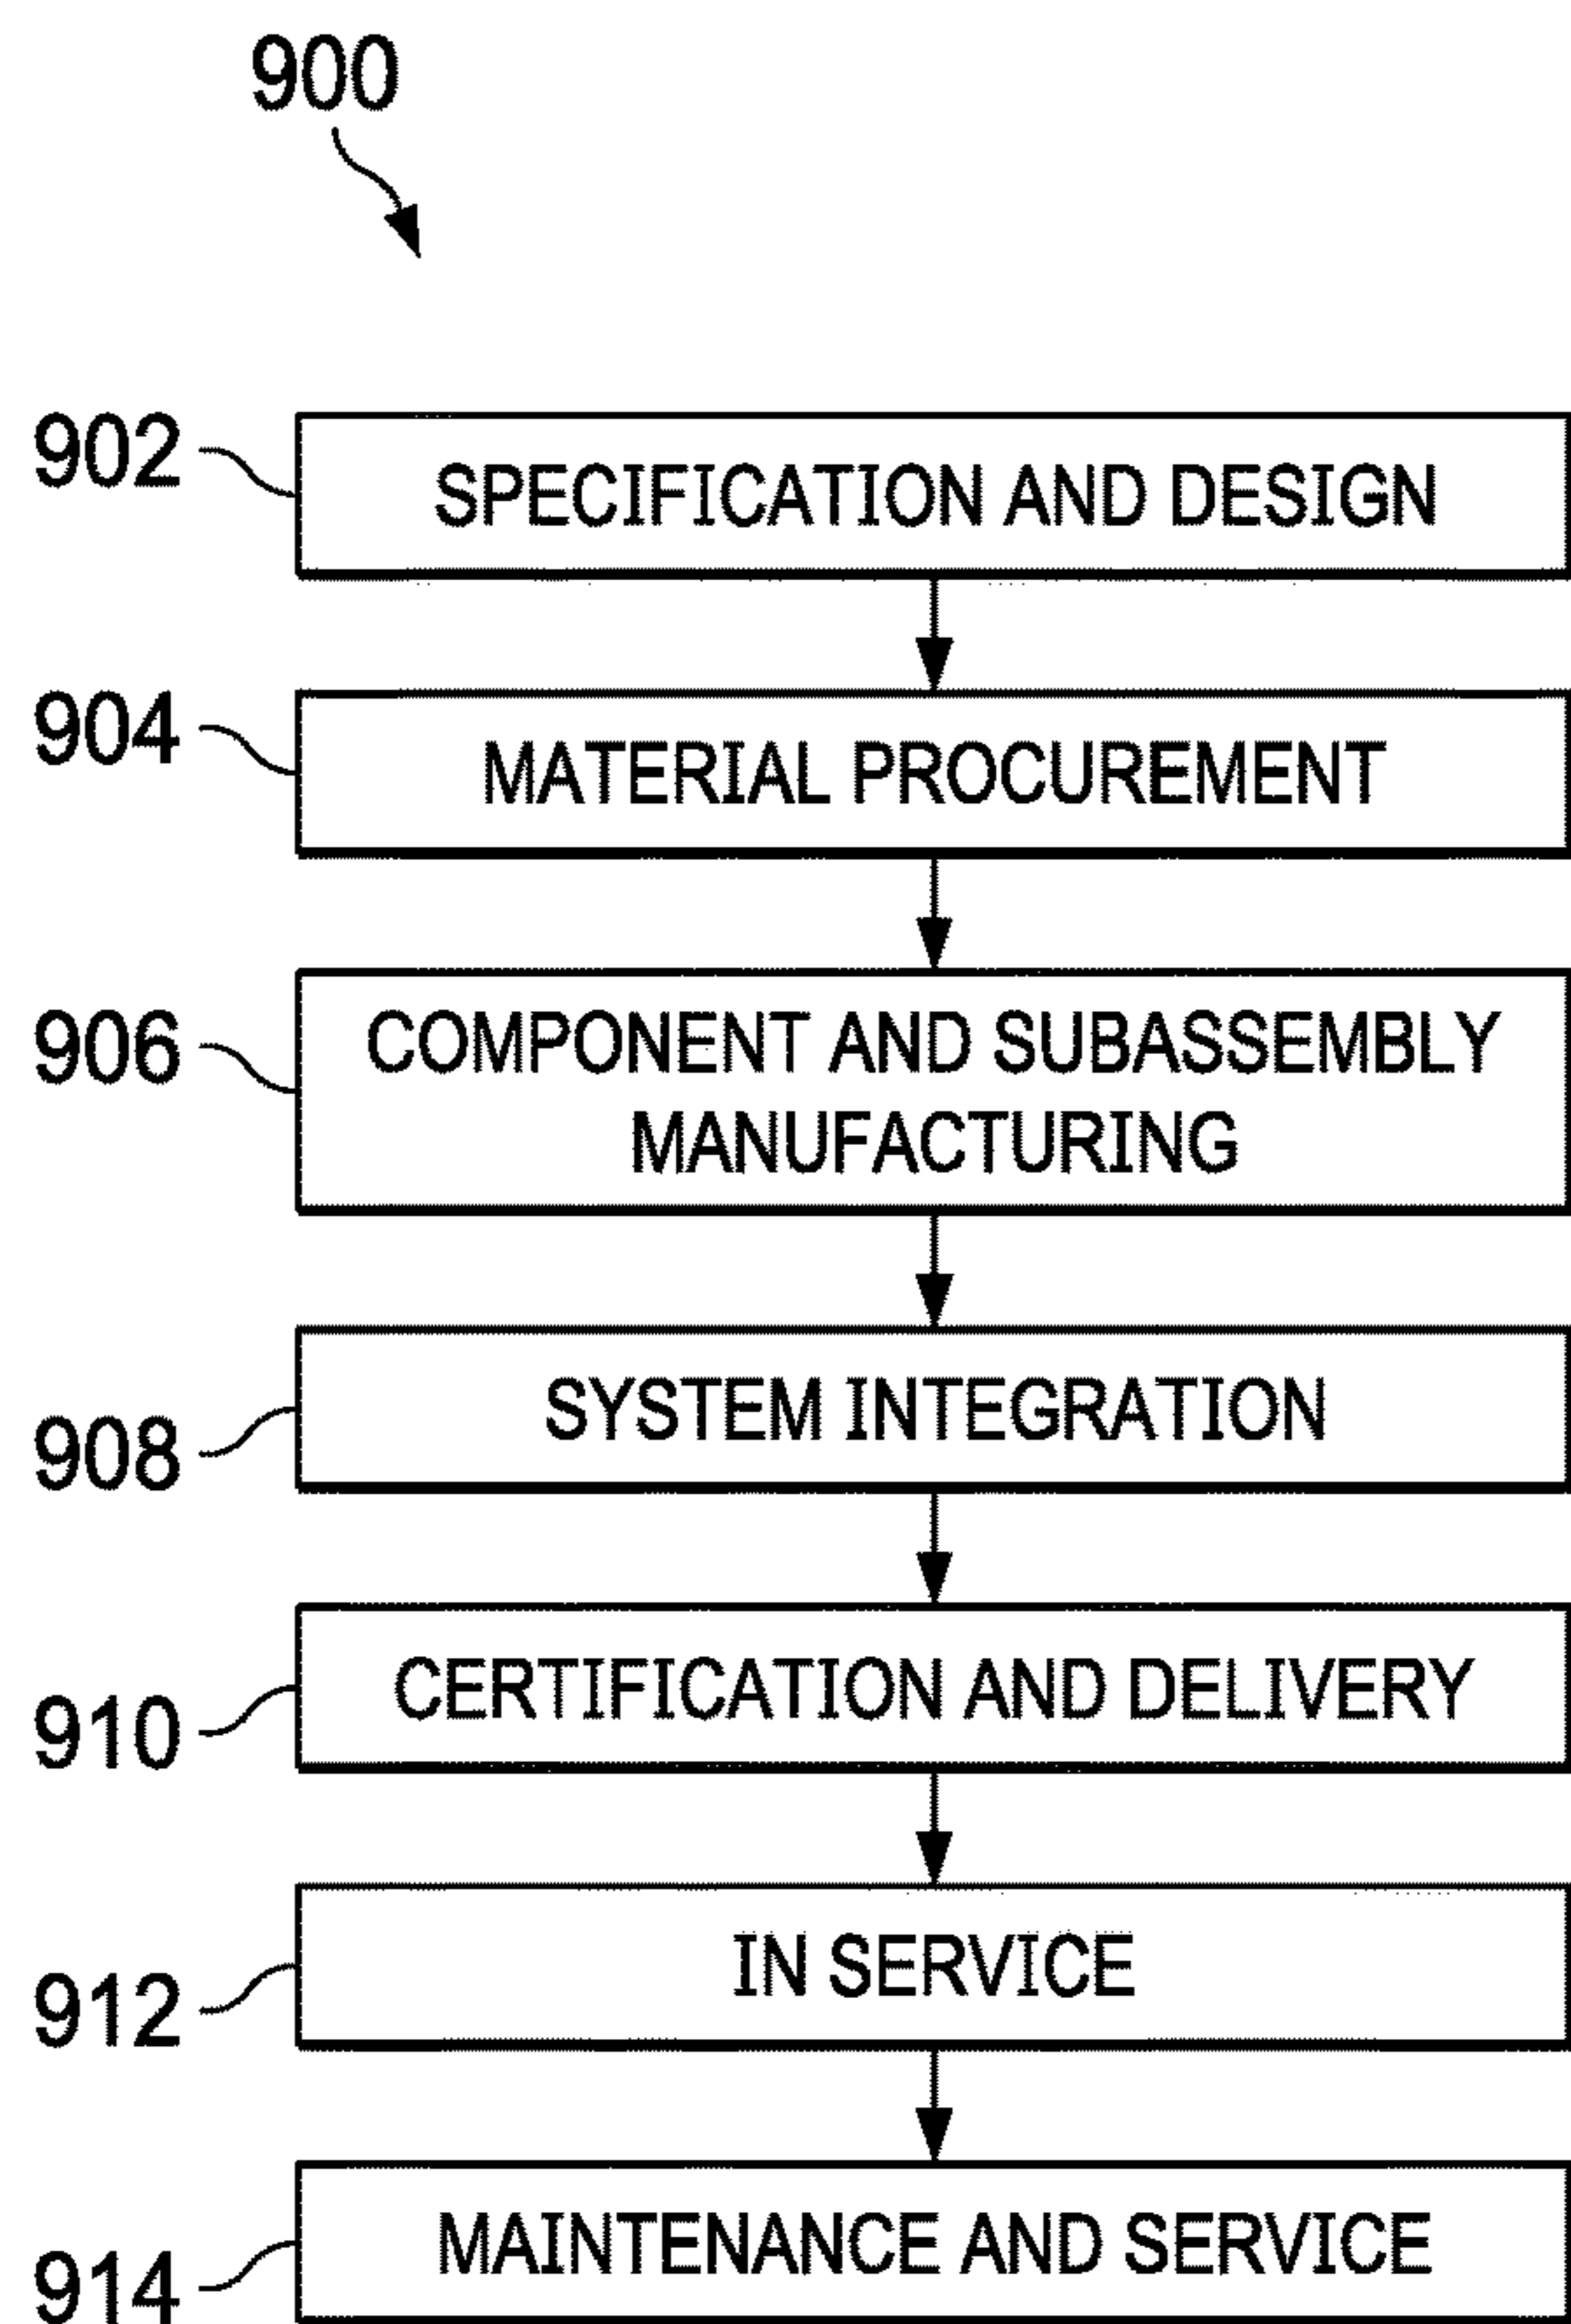 900
902 SPECIFICATION AND DESIGN
904 MATERIAL PROCUREMENT
906 COMPONENT AND SUBASSEMBLY
MANUFACTURING
908 SYSTEM INTEGRATION
910 CERTIFICATION AND DELIVERY
912 IN SERVICE
914 MAINTENANCE AND SERVICE